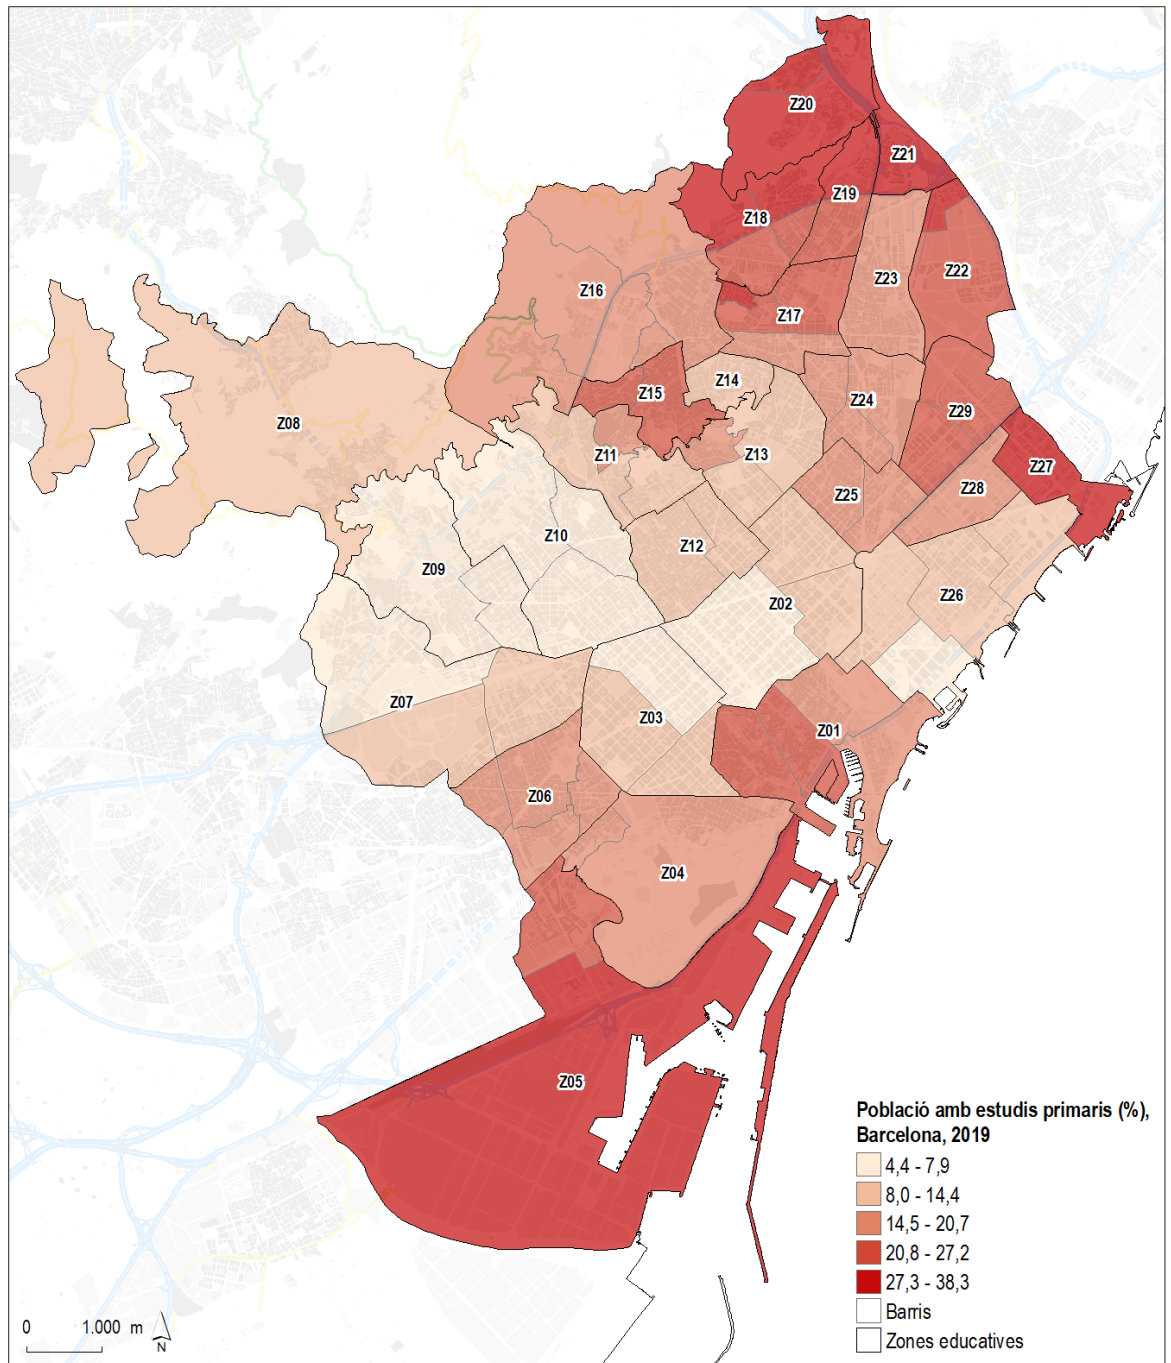 Z20
Z21
Z19
Z18
Z22
Z23
Z16
Z17
Z15
Z14
Z24
Z29
Z08
Z11
Z13
Z27
Z28
Z25
Z10
Z12
Z09
Z02
Z26
Z07
Z03
Z01
Z06
Z04
Z05
Població amb estudis primaris (%),
Barcelona, 2019
4,4 - 7,9
8,0 - 14,4
14,5 - 20,7
20,8 - 27,2
27,3 - 38,3
Barris
Zones educatives
0 1.000 m
N